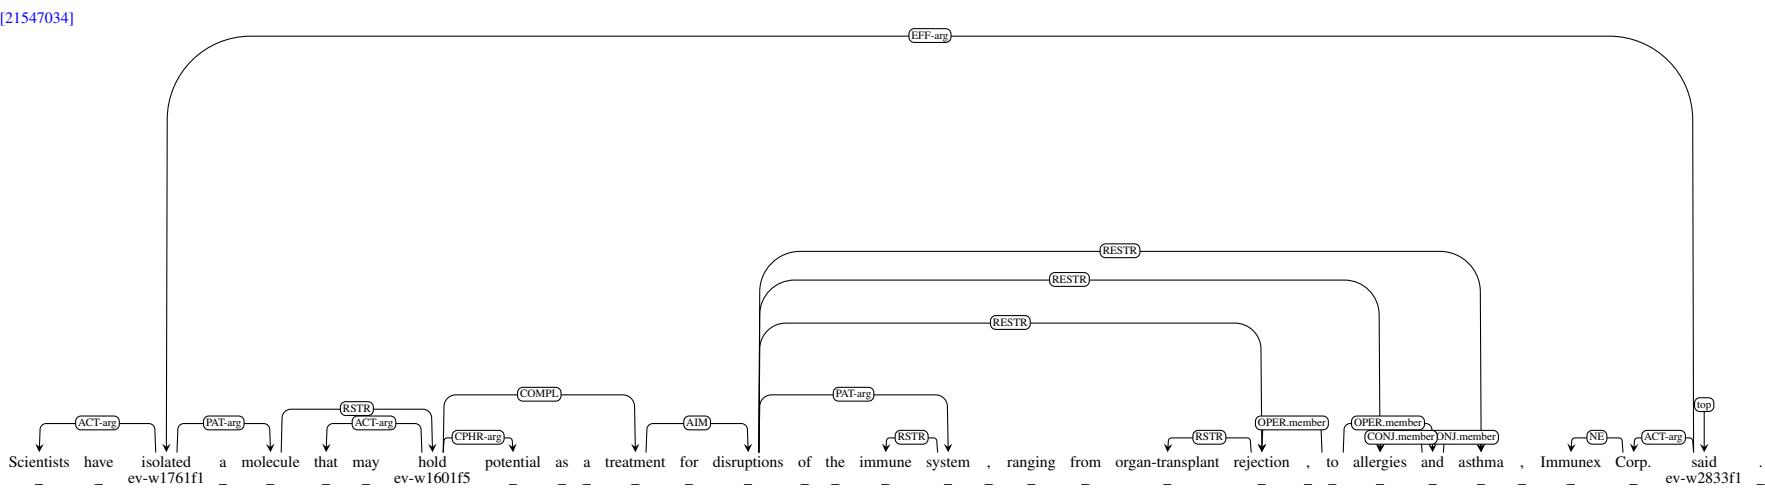 [21547034]
EFF-arg
RESTR
RESTR
RESTR
COMPL PAT-arg
top
RSTR
ACT-arg PAT-arg ACT-arg AIM OPER.member OPER.member
CPHR-arg RSTR RSTR CONJ.member ONJ.member NE ACT-arg
Scientists have isolated a molecule that may hold potential as a treatment for disruptions of the immune system , ranging from organ-transplant rejection , to allergies and asthma , Immunex Corp. said .
_ _ ev-w1761f1 _ _ _ _ ev-w1601f5 _ _ _ _ _ _ _ _ _ _ _ _ _ _ _ _ _ _ _ _ _ _ _ ev-w2833f1 _